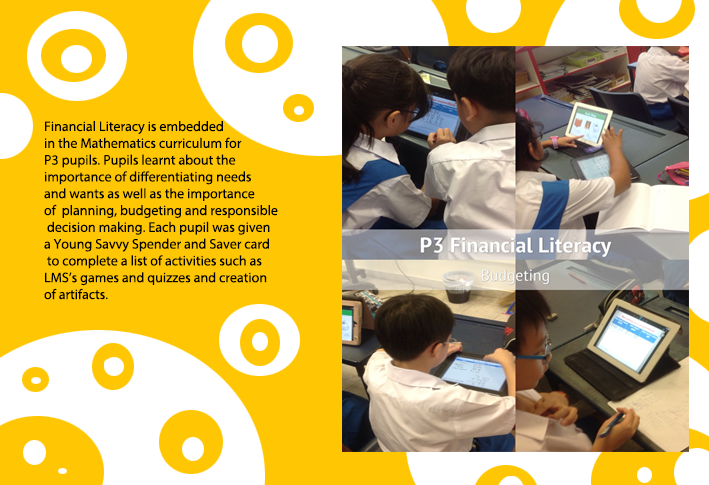 Financial Literacy is embedded
in the Mathematics curriculum for
P3 pupils. Pupils learnt about the
importance of differentiating needs
and wants as well as the importance
of planning, budgeting and responsible
decision making. Each pupil was given
a Young Savvy Spender and Saver card
to complete a list of activities such as
LMS's games and quizzes and creation
of artifacts.
P3 Financial Literacy
Budgeting